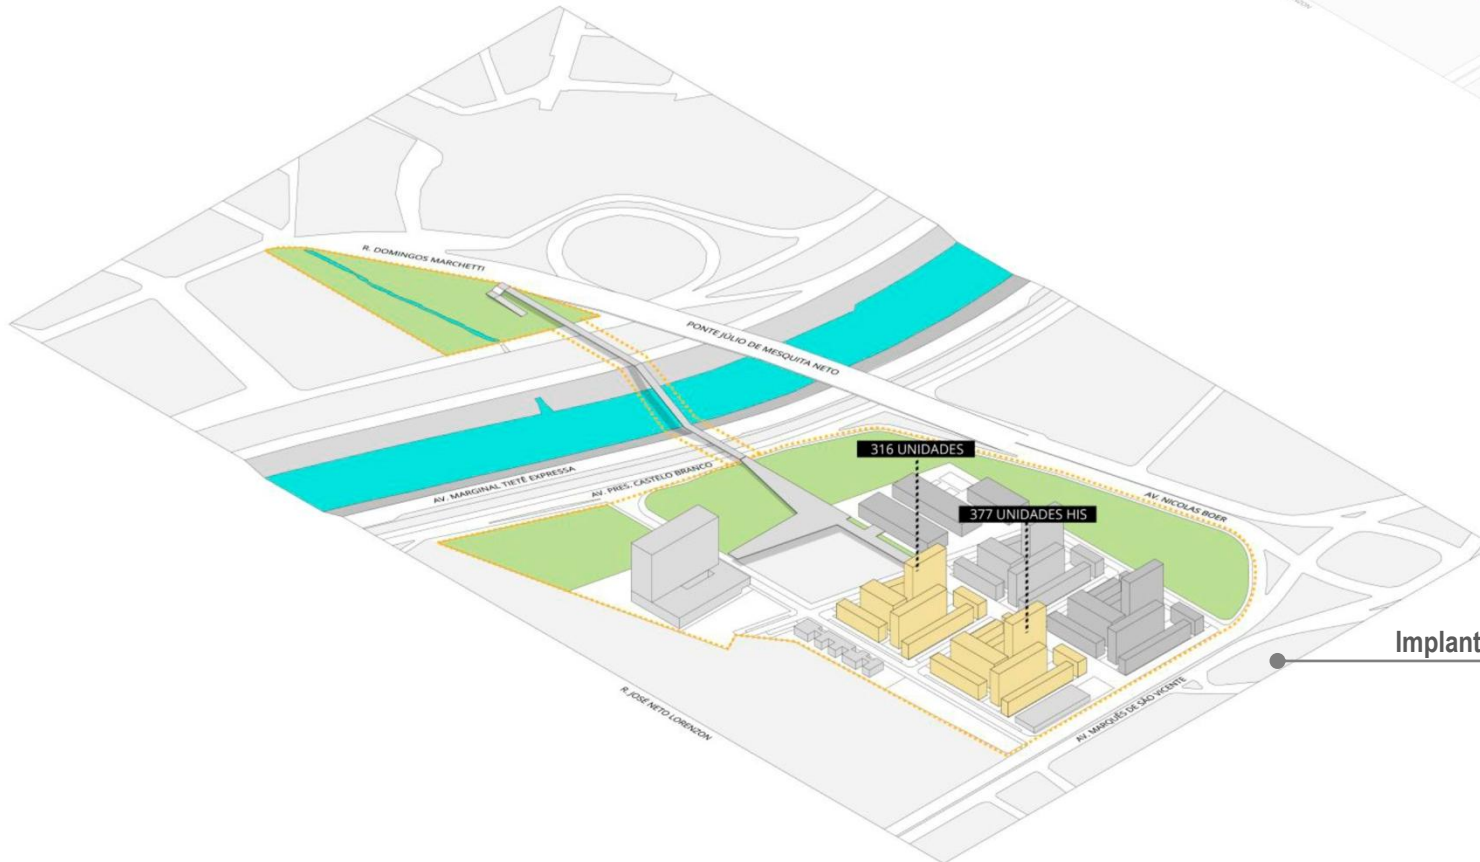 R. DOMINGOS MARCHETTI
PONTE JÚLIO DE MESQUITA NETO
316 UNIDADES
AV. MARGINAL TIETÊ EXPRESSA
AV. PRES. CASTELO BRANCO
AV. NICOLAS BOER
377 UNIDADES HIS
Implant
R. JOSÉ NETO LORENZON
AV. MARQUÊS DE SÃO VICENTE